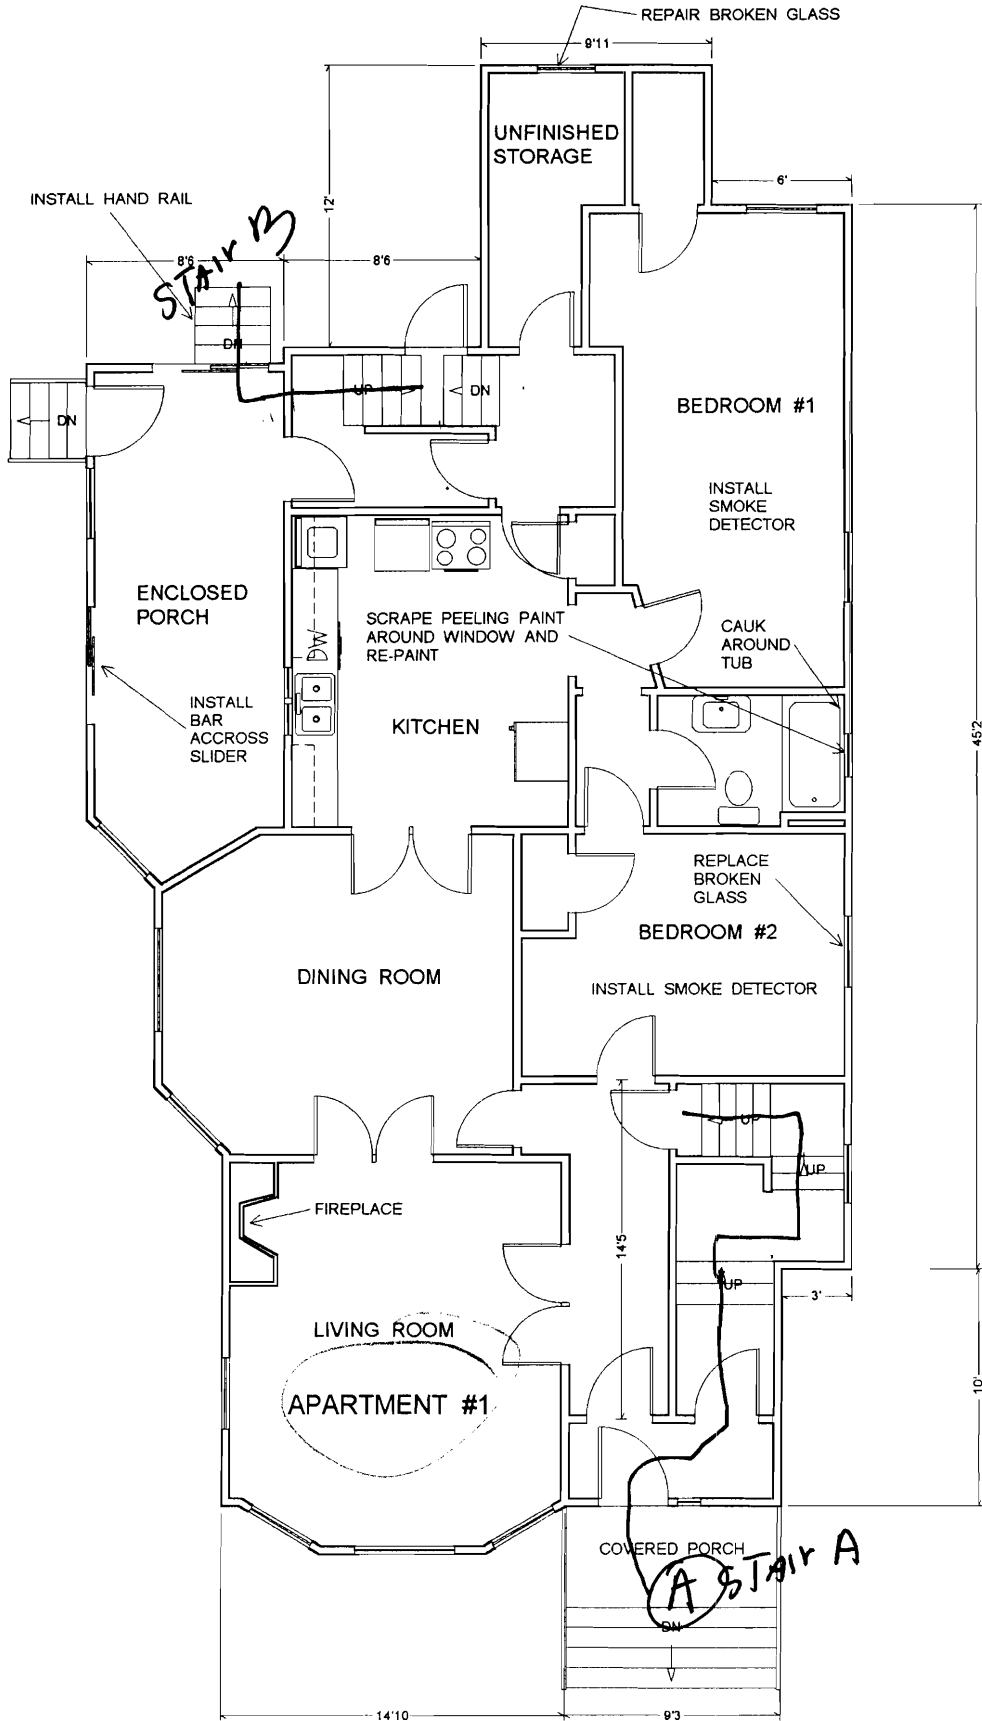 REPAIR BROKEN GLASS
9'11
UNFINISHED
STORAGE
12'
6'
INSTALL HAND RAIL
STAIR B
8'6
8'6
DN
UP
DN
DN
BEDROOM #1
INSTALL
SMOKE
DETECTOR
ENCLOSED
PORCH
SCRAPE PEELING PAINT
AROUND WINDOW AND
RE-PAINT
CAUK
AROUND
TUB
DW
INSTALL
BAR
ACCROSS
SLIDER
KITCHEN
45'2
REPLACE
BROKEN
GLASS
BEDROOM #2
DINING ROOM
INSTALL SMOKE DETECTOR
UP
UP
FIREPLACE
14'5
UP
3'
LIVING ROOM
APARTMENT #1
10'
COVERED PORCH
A STAIR A
DN
14'10
9'3